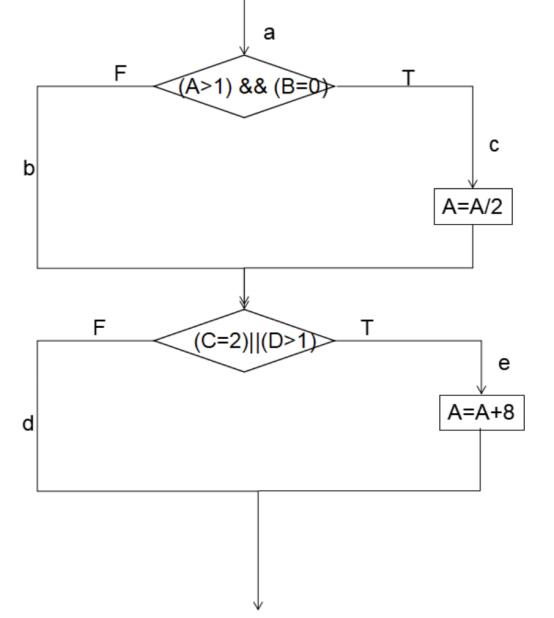 a
F
(A>1) && (B=0)
T
c
b
A=A/2
F
(C=2)||(D>1)
T
e
A=A+8
d